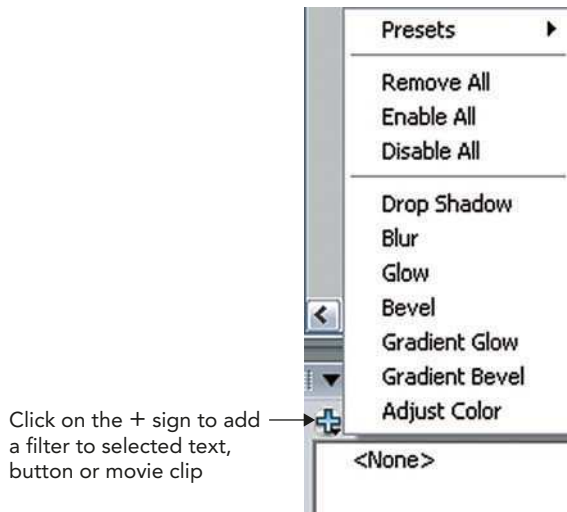 Presets
Remove All
Enable All
Disable All
Drop Shadow
Blur
Glow
Bevel
Gradient Glow
Gradient Bevel
Adjust Color
Click on the + sign to add
a filter to selected text,
button or movie clip
<None>